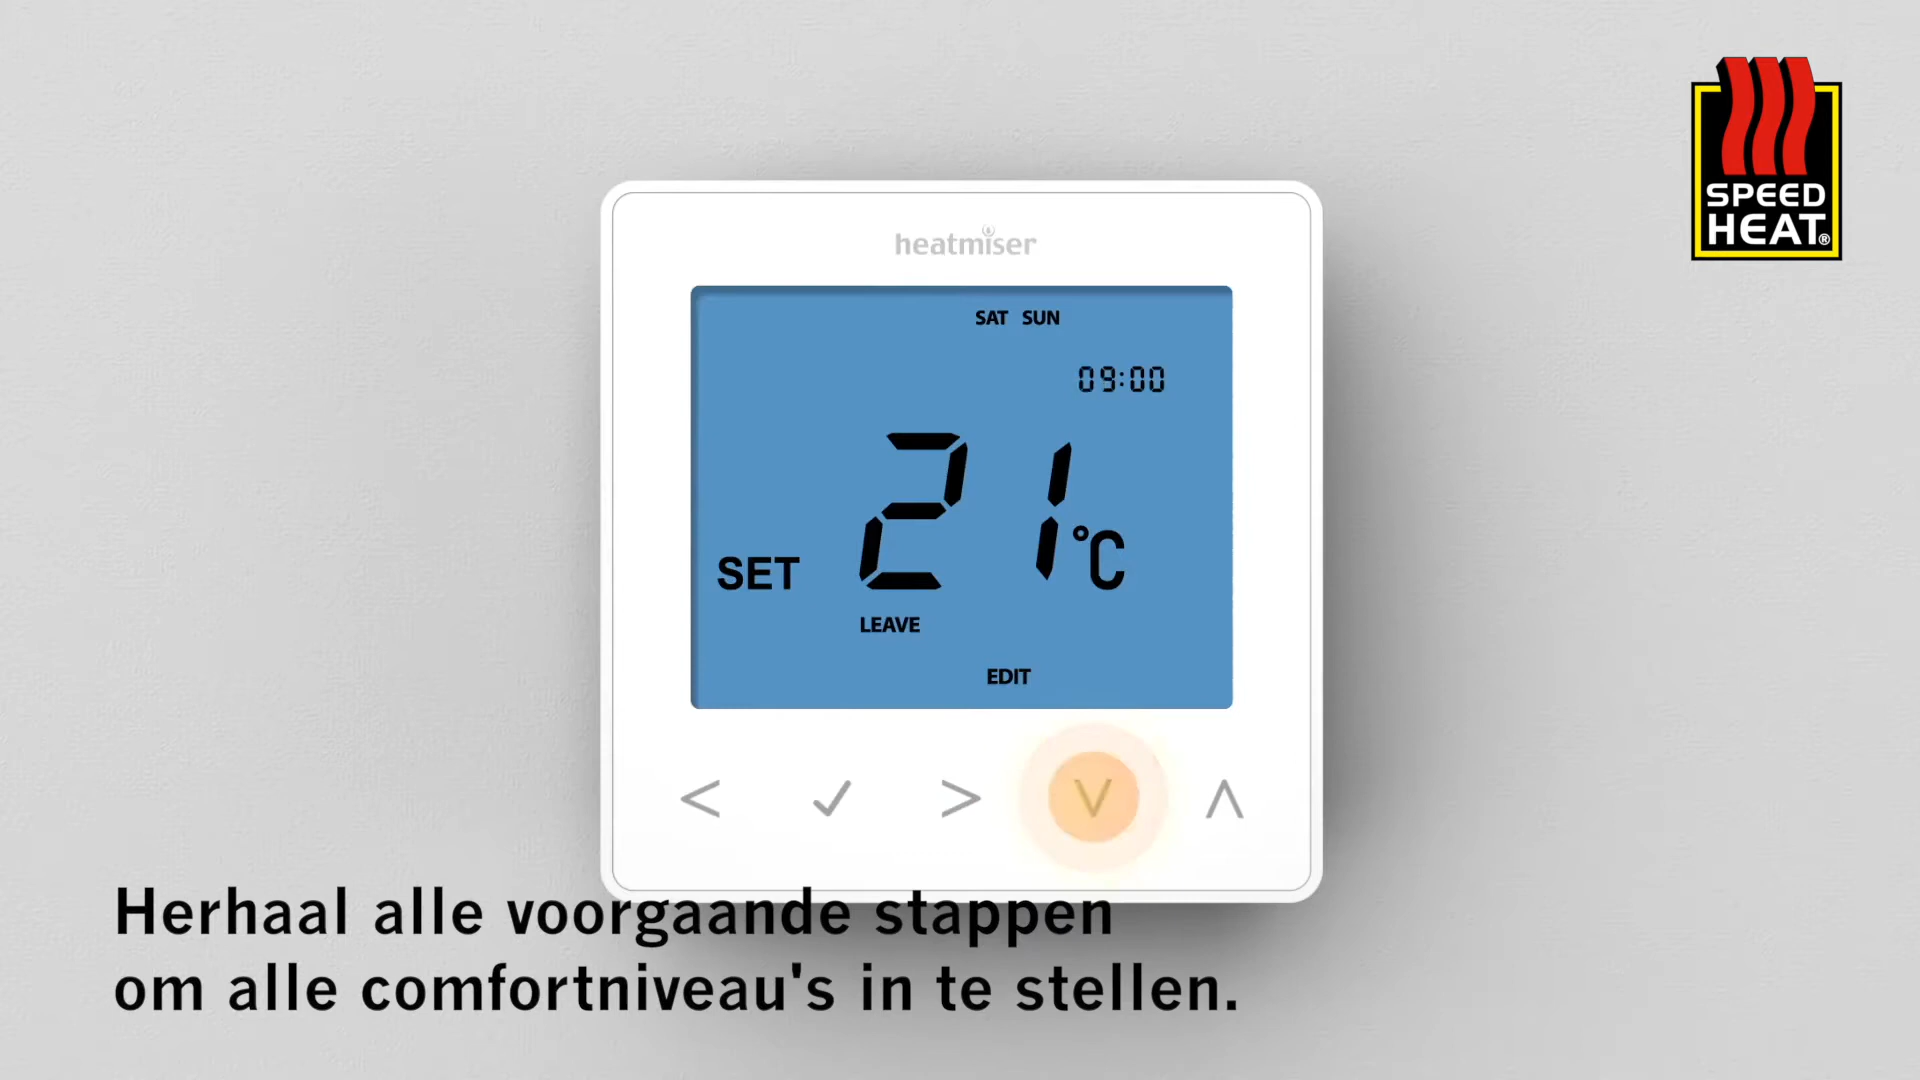 SPEED
HEAT®
heatmiser
SAT SUN
09:00
SET 21°C
LEAVE
EDIT
Herhaal alle voorgaande stappen
om alle comfortniveau's in te stellen.